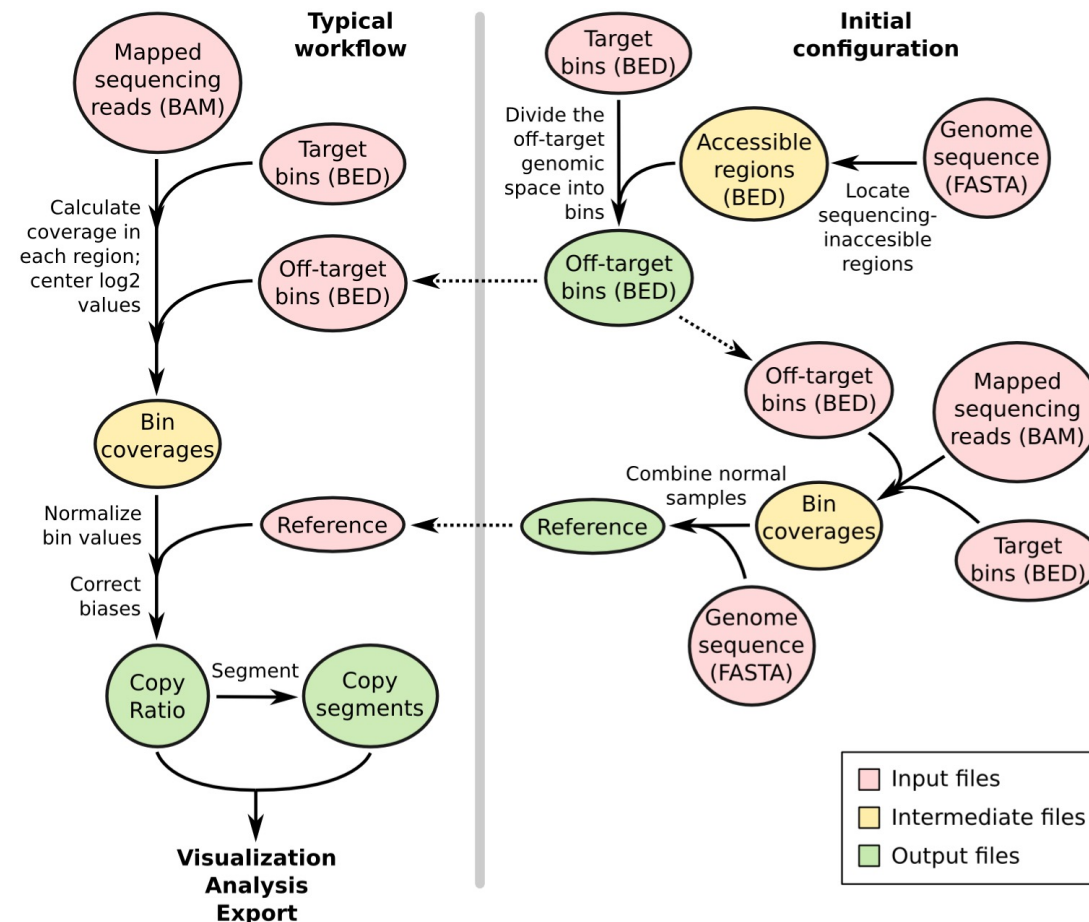 Typical
workflow
Mapped
sequencing
reads (BAM)
Target
bins (BED)
Calculate
coverage in
each region;
center log2
values
Off-target
bins (BED)
Bin
coverages
Normalize
bin values
Reference
Correct
biases
Copy
Ratio
Segment
Copy
segments
Visualization
Analysis
Export
Initial
configuration
Target
bins (BED)
Divide the
off-target
genomic
space into
bins
Accessible
regions
(BED)
Genome
sequence
(FASTA)
Locate
sequencing-
inaccesible
regions
Off-target
bins (BED)
Off-target
bins (BED)
Mapped
sequencing
reads (BAM)
Combine normal
samples
Reference
Bin
coverages
Target
bins (BED)
Genome
sequence
(FASTA)
Input files
Intermediate files
Output files